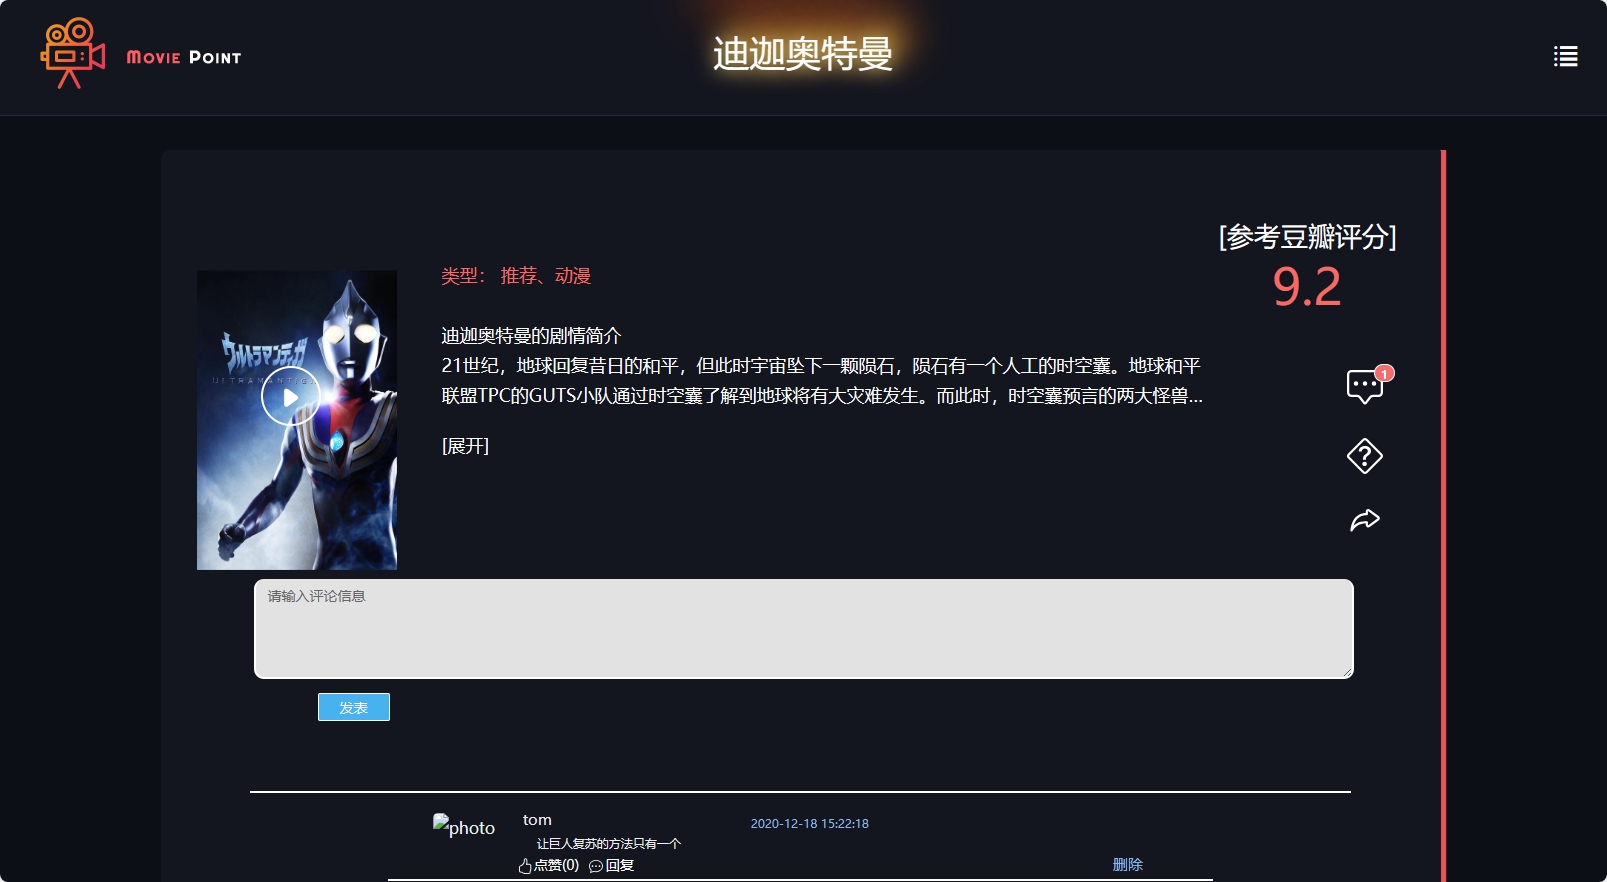 MOVIE POINT
迪迦奥特曼
[参考豆瓣评分]
9.2
类型： 推荐、动漫
迪迦奥特曼的剧情简介
21世纪，地球回复昔日的和平，但此时宇宙坠下一颗陨石，陨石有一个人工的时空囊。地球和平
联盟TPC的GUTS小队通过时空囊了解到地球将有大灾难发生。而此时，时空囊预言的两大怪兽...
[展开]
ウルトラマンティガ
1
请输入评论信息
发表
photo
tom
2020-12-18 15:22:18
让巨人复苏的方法只有一个
点赞(0) 回复
删除